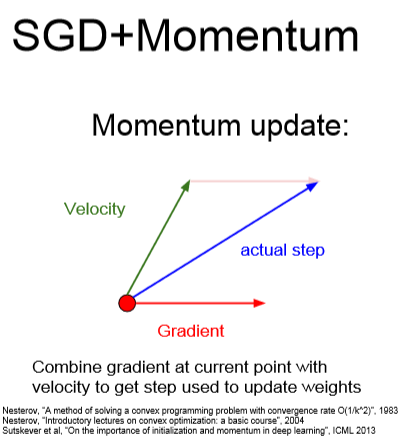 SGD+Momentum
Momentum update:
Velocity
actual step
Gradient
Combine gradient at current point with
velocity to get step used to update weights
Nesterov, "A method of solving a convex programming problem with convergence rate O(1/k^2)", 1983
Nesterov, "Introductory lectures on convex optimization: a basic course", 2004
Sutskever et al, "On the importance of initialization and momentum in deep learning", ICML 2013